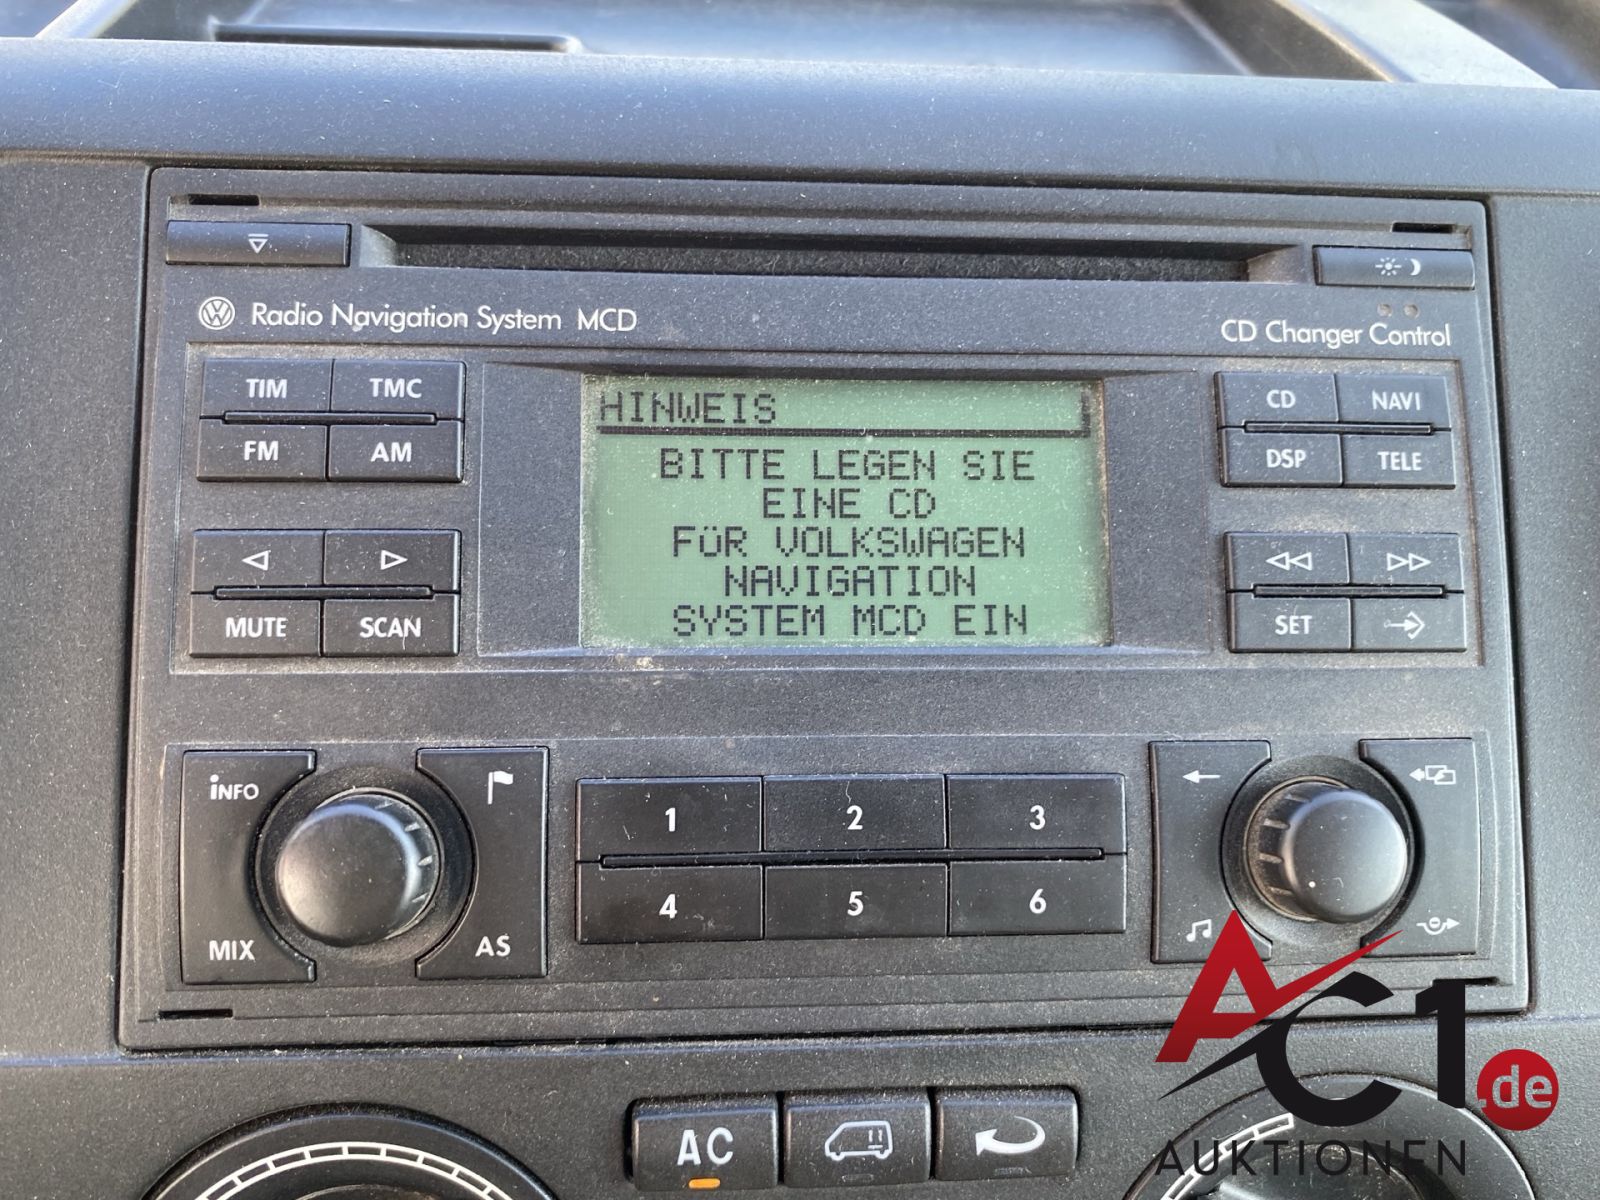 Radio Navigation System MCD
CD Changer Control
TIM
TMC
FM
AM
HINWEIS
BITTE LEGEN SIE
EINE CD
FÜR VOLKSWAGEN
NAVIGATION
SYSTEM MCD EIN
CD
NAVI
DSP
TELE
MUTE
SCAN
SET
INFO
MIX
AS
1
2
3
4
5
6
AC
AC1.de
AUKTIONEN